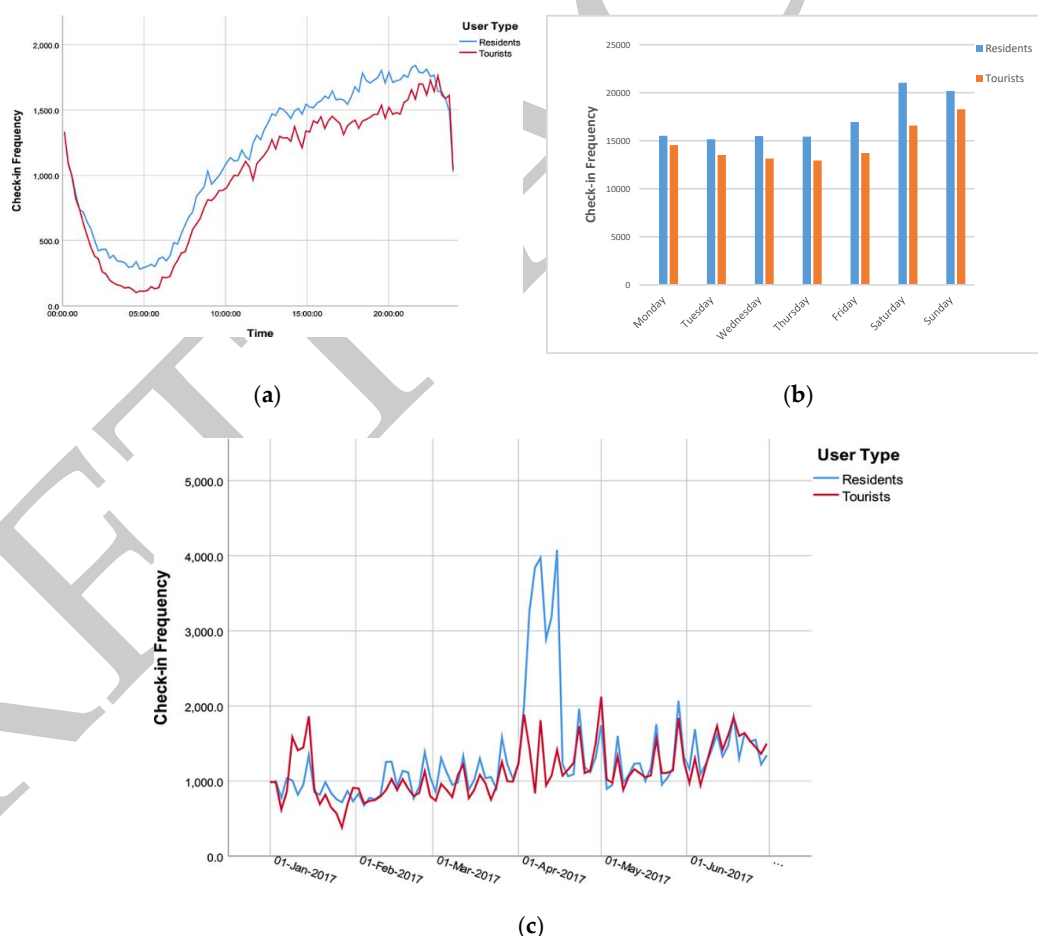 User Type
Residents
Tourists
2,000.0
1,500.0
1,000.0
500.0
0.0
Check-in Frequency
00:00:00 05:00:00 10:00:00 15:00:00 20:00:00
Time
(a)
25000
20000
15000
10000
5000
0
Check-in Frequency
Residents
Tourists
Monday Tuesday Wednesday Thursday Friday Saturday Sunday
(b)
User Type
Residents
Tourists
5,000.0
4,000.0
3,000.0
2,000.0
1,000.0
0.0
Check-in Frequency
01-Jan-2017 01-Feb-2017 01-Mar-2017 01-Apr-2017 01-May-2017 01-Jun-2017 ...
(c)